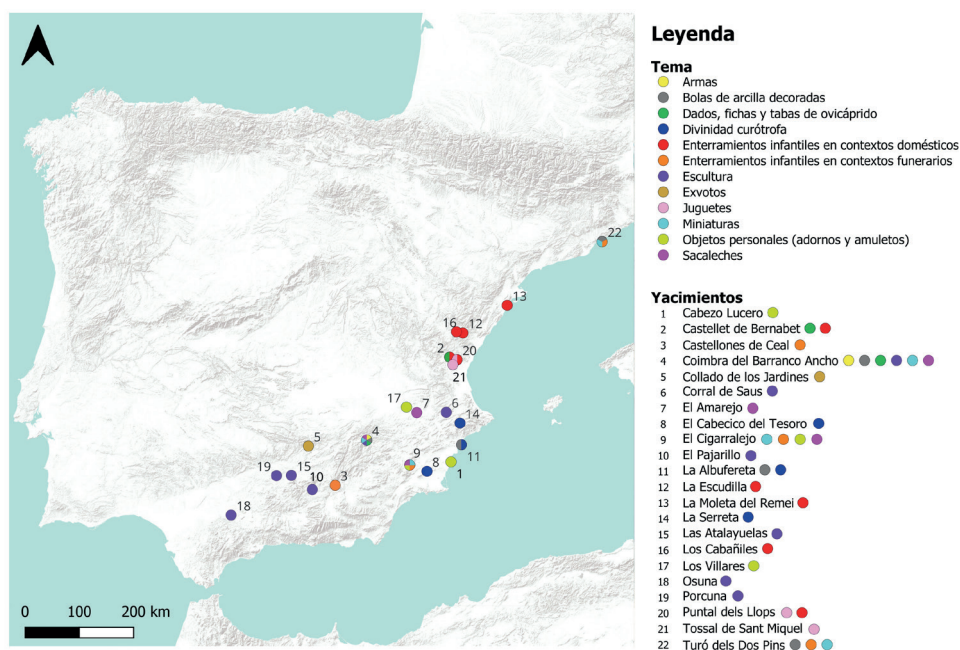 Leyenda
Tema
Armas
Bolas de arcilla decoradas
Dados, fichas y tabas de ovicáprido
Divinidad curótrofa
Enterramientos infantiles en contextos domésticos
Enterramientos infantiles en contextos funerarios
Escultura
Exvotos
Juguetes
Miniaturas
Objetos personales (adornos y amuletos)
Sacaleches
Yacimientos
1 Cabezo Lucero
2 Castellet de Bernabet
3 Castellones de Ceal
4 Coimbra del Barranco Ancho
5 Collado de los Jardines
6 Corral de Saus
7 El Amarejo
8 El Cabecico del Tesoro
9 El Cigarralejo
10 El Pajarillo
11 La Albufereta
12 La Escudilla
13 La Moleta del Remei
14 La Serreta
15 Las Atalayuelas
16 Los Cabañiles
17 Los Villares
18 Osuna
19 Porcuna
20 Puntal dels Llops
21 Tossal de Sant Miquel
22 Turó dels Dos Pins
22
13
16 12
2 20
21
17 7 6
14
5 4
11
9 8 1
19 15 10 3
18
0 100 200 km